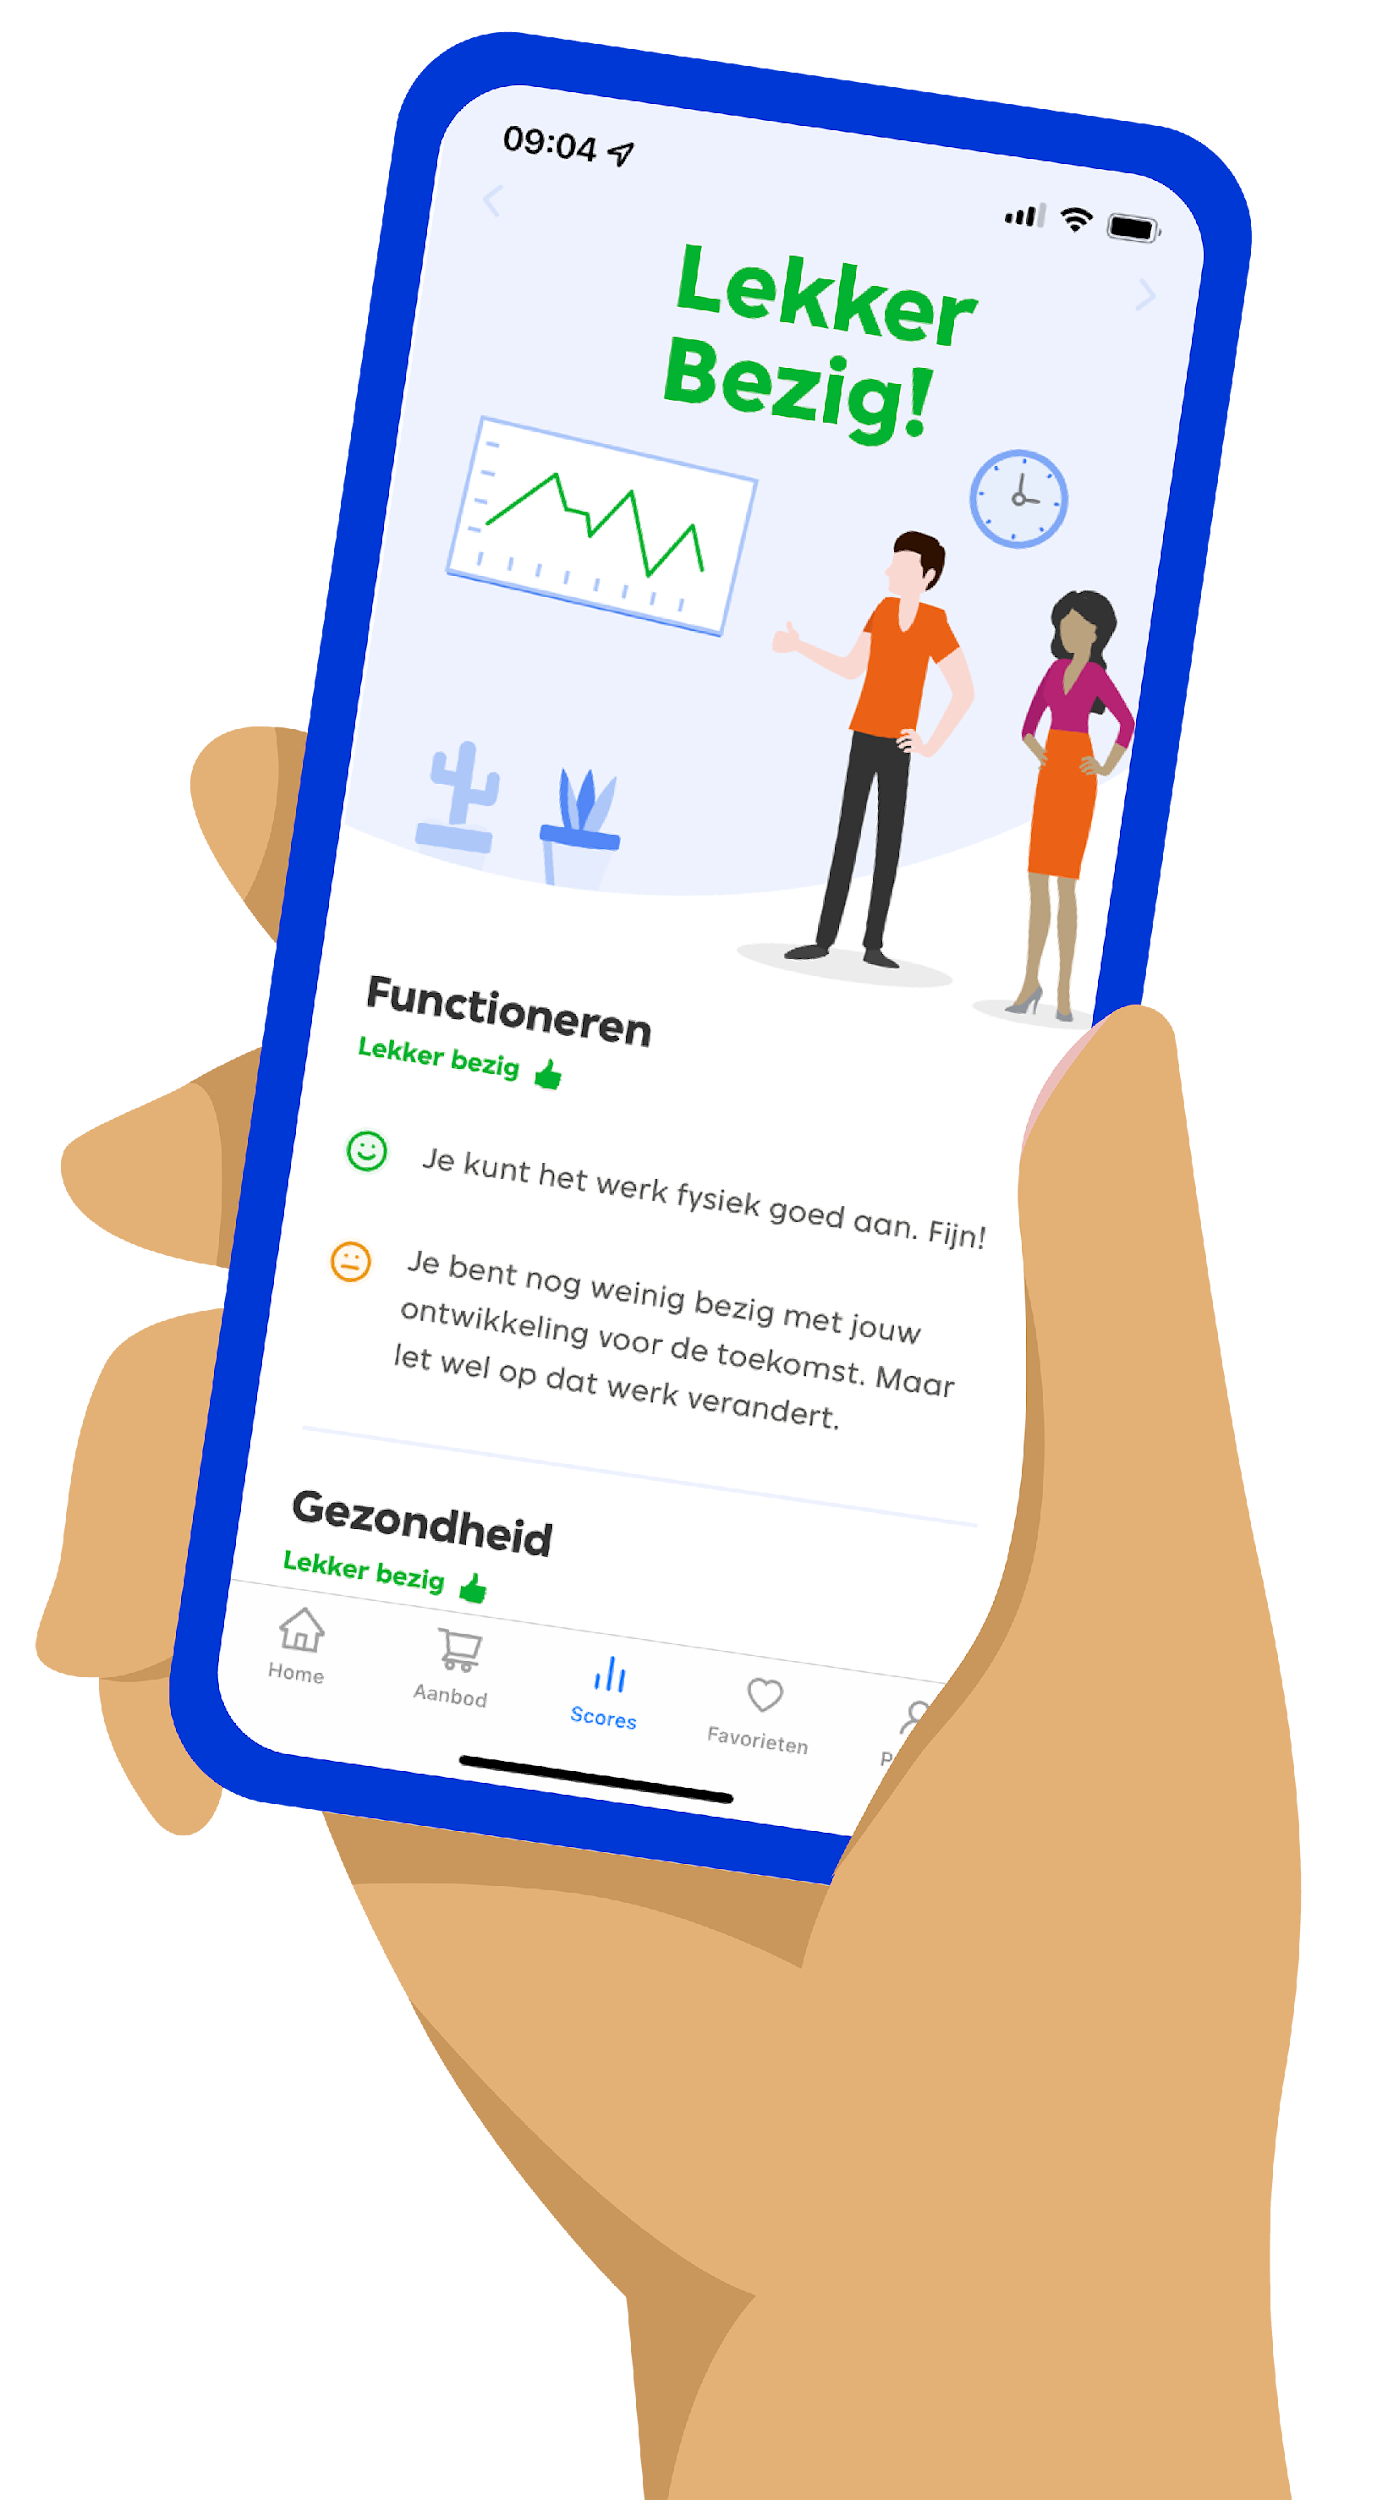 09:04
Lekker
Bezig!
Functioneren
Lekker bezig
Je kunt het werk fysiek goed aan. Fijn!
Je bent nog weinig bezig met jouw
ontwikkeling voor de toekomst. Maar
let wel op dat werk verandert.
Gezondheid
Lekker bezig
Home
Aanbod
Scores
Favorieten